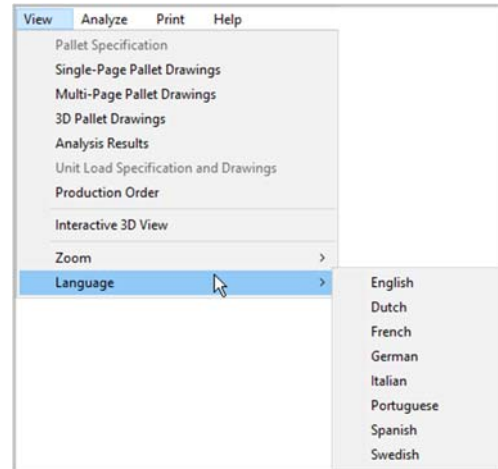 View Analyze Print Help
Pallet Specification
Single-Page Pallet Drawings
Multi-Page Pallet Drawings
3D Pallet Drawings
Analysis Results
Unit Load Specification and Drawings
Production Order
Interactive 3D View
Zoom >
Language >
English
Dutch
French
German
Italian
Portuguese
Spanish
Swedish